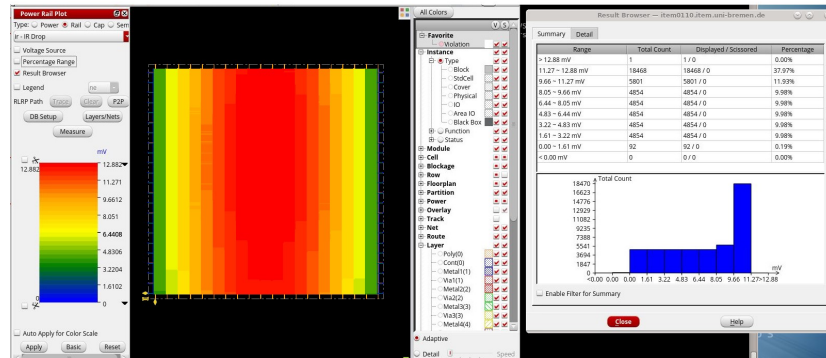 Power Rail Plot
Type: Power Rail Cap Sem
ir - IR Drop
Voltage Source
Percentage Range
Result Browser
Legend no
RLRP Path Trace Clear P2P
DB Setup Layers/Nets
Measure
mV
12.882
12.882
11.271
9.6612
8.051
6.4408
4.8306
3.2204
1.6102
0
0
Auto Apply for Color Scale
Apply Basic Reset
All Colors
V S
Favorite
Violation
Instance
Type
Block
StdCell
Cover
Physical
IO
Area IO
Black Box
Function
Status
Module
Cell
Blockage
Row
Floorplan
Partition
Power
Overlay
Track
Net
Route
Layer
Poly(0)
Cont(0)
Metal1(1)
Via1(1)
Metal2(2)
Via2(2)
Metal3(3)
Via3(3)
Metal4(4)
Adaptive
Detail Speed
Result Browser — item0110.item.uni-bremen.de
Summary Detail
Range Total Count Displayed / Scissored Percentage
> 12.88 mV 1 1 / 0 0.00%
11.27 ~ 12.88 mV 18468 18468 / 0 37.97%
9.66 ~ 11.27 mV 5801 5801 / 0 11.93%
8.05 ~ 9.66 mV 4854 4854 / 0 9.98%
6.44 ~ 8.05 mV 4854 4854 / 0 9.98%
4.83 ~ 6.44 mV 4854 4854 / 0 9.98%
3.22 ~ 4.83 mV 4854 4854 / 0 9.98%
1.61 ~ 3.22 mV 4854 4854 / 0 9.98%
0.00 ~ 1.61 mV 92 92 / 0 0.19%
< 0.00 mV 0 0 / 0 0.00%
Total Count
18470
16623
14776
12929
11082
9235
7388
5541
3694
1847
0
mV
<0.00 0.00 1.61 3.22 4.83 6.44 8.05 9.66 11.27 >12.88
Enable Filter for Summary
Close Help